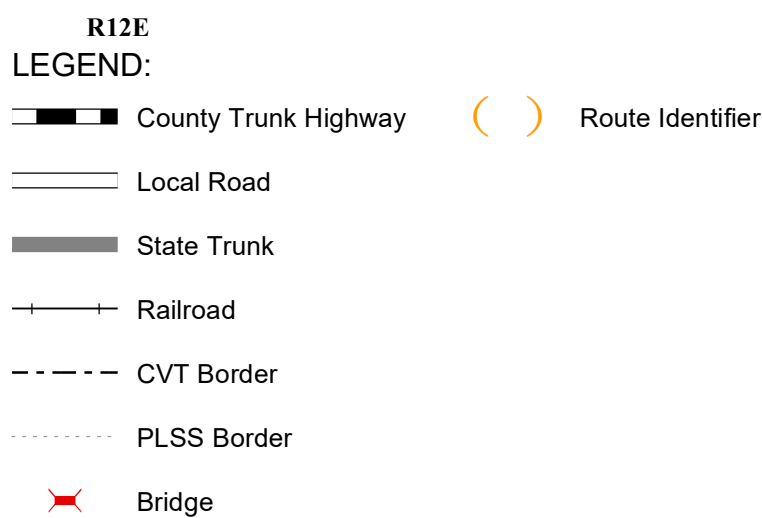 R12E
LEGEND:
County Trunk Highway
( ) Route Identifier
Local Road
State Trunk
Railroad
CVT Border
PLSS Border
Bridge